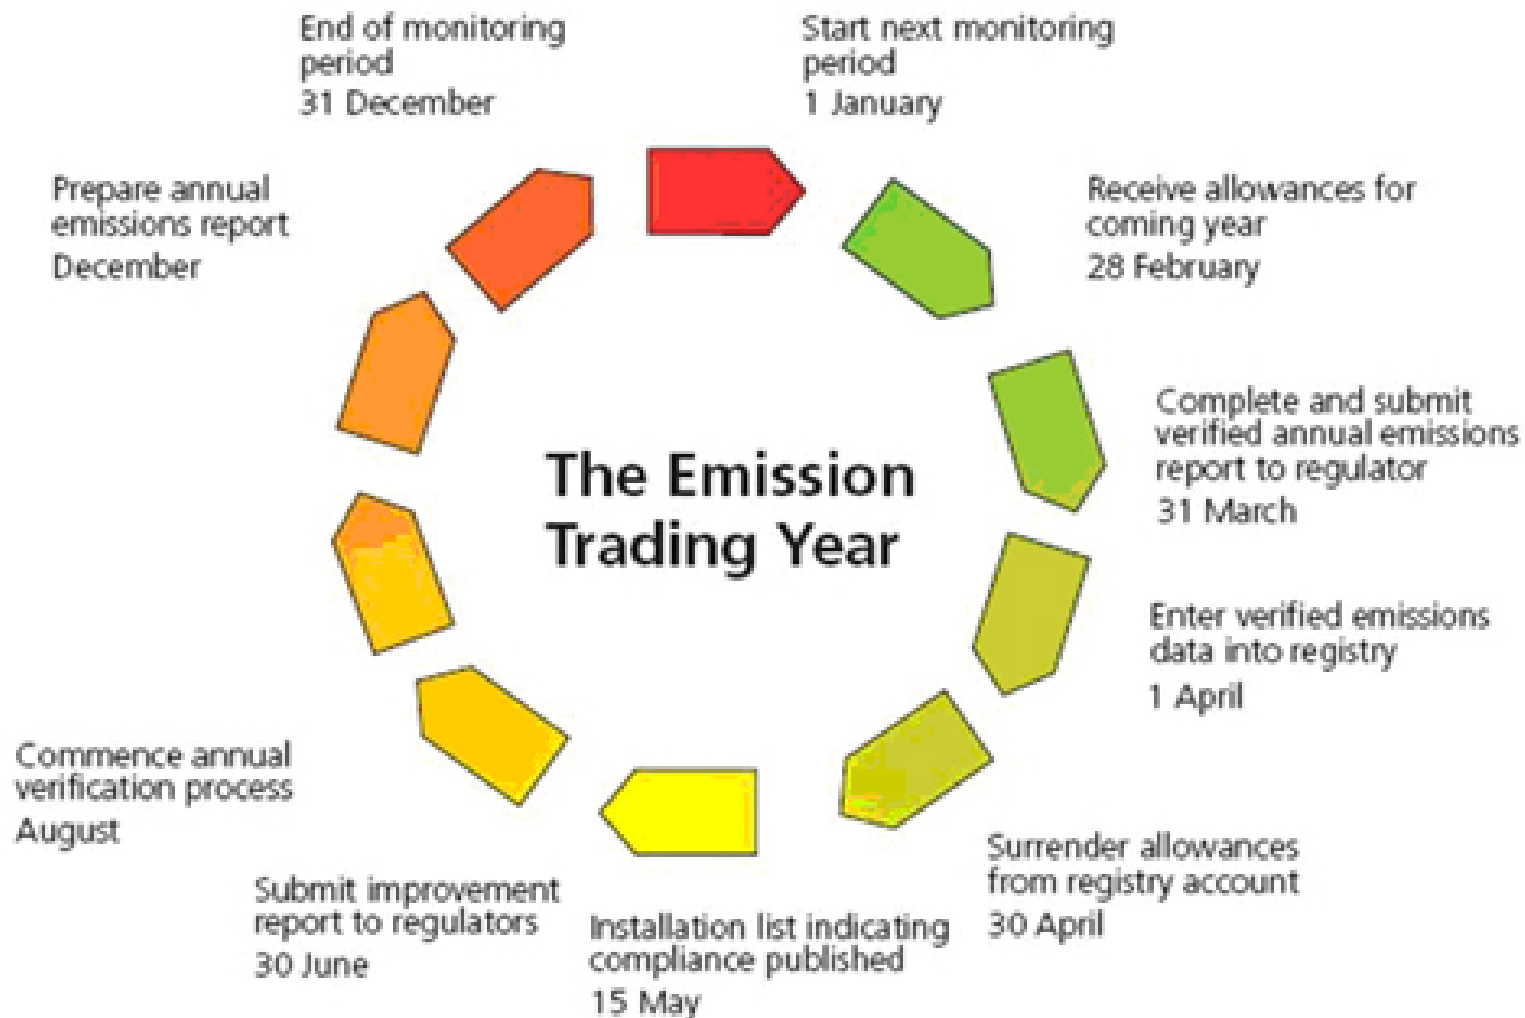 The Emission
Trading Year
Start next monitoring
period
1 January
Receive allowances for
coming year
28 February
Complete and submit
verified annual emissions
report to regulator
31 March
Enter verified emissions
data into registry
1 April
Surrender allowances
from registry account
30 April
Installation list indicating
compliance published
15 May
Submit improvement
report to regulators
30 June
Commence annual
verification process
August
Prepare annual
emissions report
December
End of monitoring
period
31 December